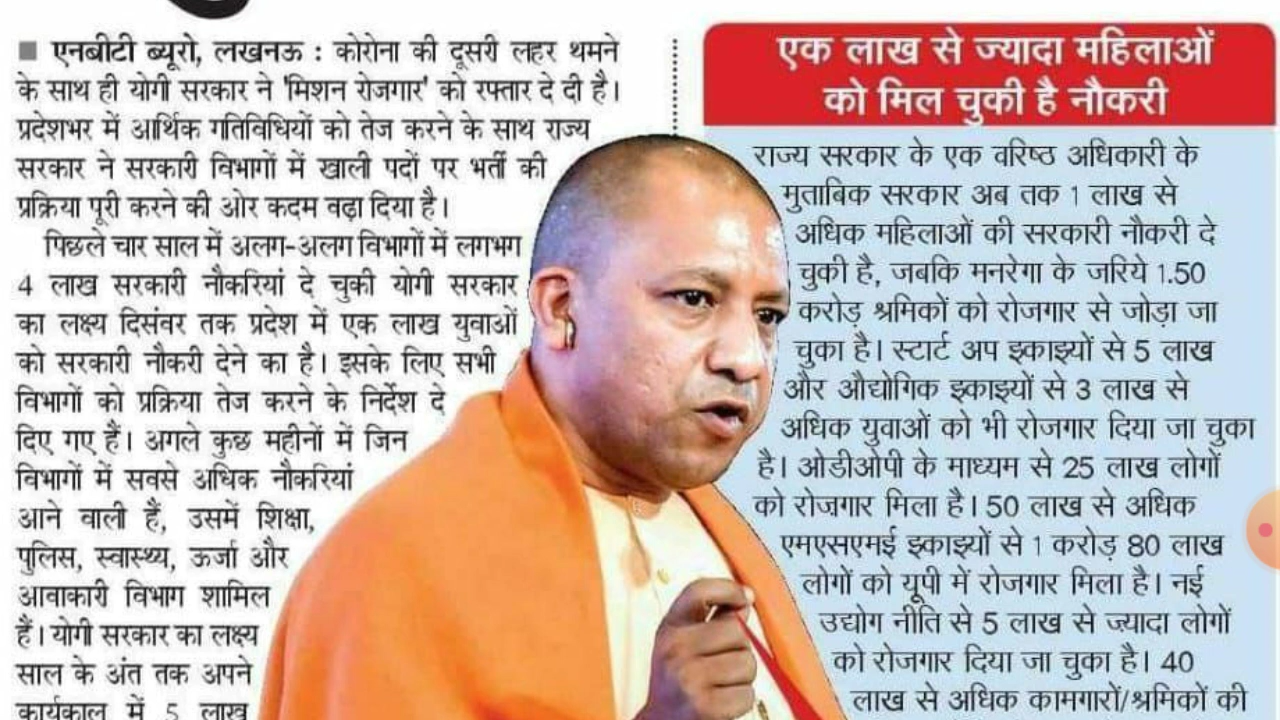 ■ एनबीटी ब्यूरो, लखनऊ : कोरोना की दूसरी लहर थमने
के साथ ही योगी सरकार ने 'मिशन रोजगार' को रफ्तार दे दी है।
प्रदेशभर में आर्थिक गतिविधियों को तेज करने के साथ राज्य
सरकार ने सरकारी विभागों में खाली पदों पर भर्ती की
प्रक्रिया पूरी करने की ओर कदम वढ़ा दिया है।
पिछले चार साल में अलग-अलग विभागों में लगभग
4 लाख सरकारी नौकरियां दे चुकी योगी सरकार
का लक्ष्य दिसंवर तक प्रदेश में एक लाख युवाओं
को सरकारी नौकरी देने का है। इसके लिए सभी
विभागों को प्रक्रिया तेज करने के निर्देश दे
दिए गए हैं। अगले कुछ महीनों में जिन
विभागों में सवसे अधिक नौकरियां
आने वाली हैं, उसमें शिक्षा,
पुलिस, स्वास्थ्य, ऊर्जा और
आवाकारी विभाग शामिल
हैं। योगी सरकार का लक्ष्य
साल के अंत तक अपने
कार्यकाल में 5 लाख
एक लाख से ज्यादा महिलाओं
को मिल चुकी है नौकरी
राज्य सरकार के एक वरिष्ठ अधिकारी के
मुताबिक सरकार अब तक 1 लाख से
अधिक महिलाओं की सरकारी नौकरी दे
चुकी है, जबकि मनरेगा के जरिये 1.50
करोड़ श्रमिकों को रोजगार से जोड़ा जा
चुका है। स्टार्ट अप इकाइयों से 5 लाख
और औद्योगिक इकाइयों से 3 लाख से
अधिक युवाओं को भी रोजगार दिया जा चुका
है। ओडीओपी के माध्यम से 25 लाख लोगों
को रोजगार मिला है। 50 लाख से अधिक
एमएसएमई इकाइयों से 1 करोड़ 80 लाख
लोगों को यूपी में रोजगार मिला है। नई
उद्योग नीति से 5 लाख से ज्यादा लोगों
को रोजगार दिया जा चुका है। 40
लाख से अधिक कामगारों/श्रमिकों की